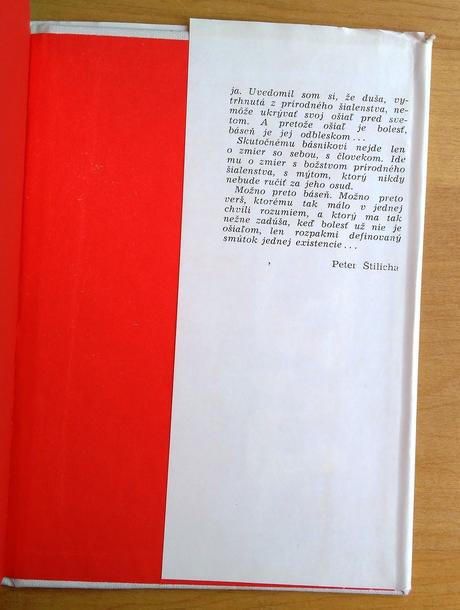 ja. Uvedomil som si, že duša, vy-
trhnutá z prírodného šialenstva, ne-
môže ukrývať svoj ošiaľ pred sve-
tom. A pretože ošiaľ je bolesť,
báseň je jej odbleskom...
Skutočnému básnikovi nejde len
o zmier so sebou, s človekom. Ide
mu o zmier s božstvom prírodného
šialenstva, s mýtom, ktorý nikdy
nebude ručiť za jeho osud.
Možno preto báseň. Možno preto
verš, ktorému tak málo v jednej
chvíli rozumiem, a ktorý ma tak
nežne zadúša, keď bolesť už nie je
ošiaľom, len rozpakmi definovaný
smútok jednej existencie...
Peter Štilicha